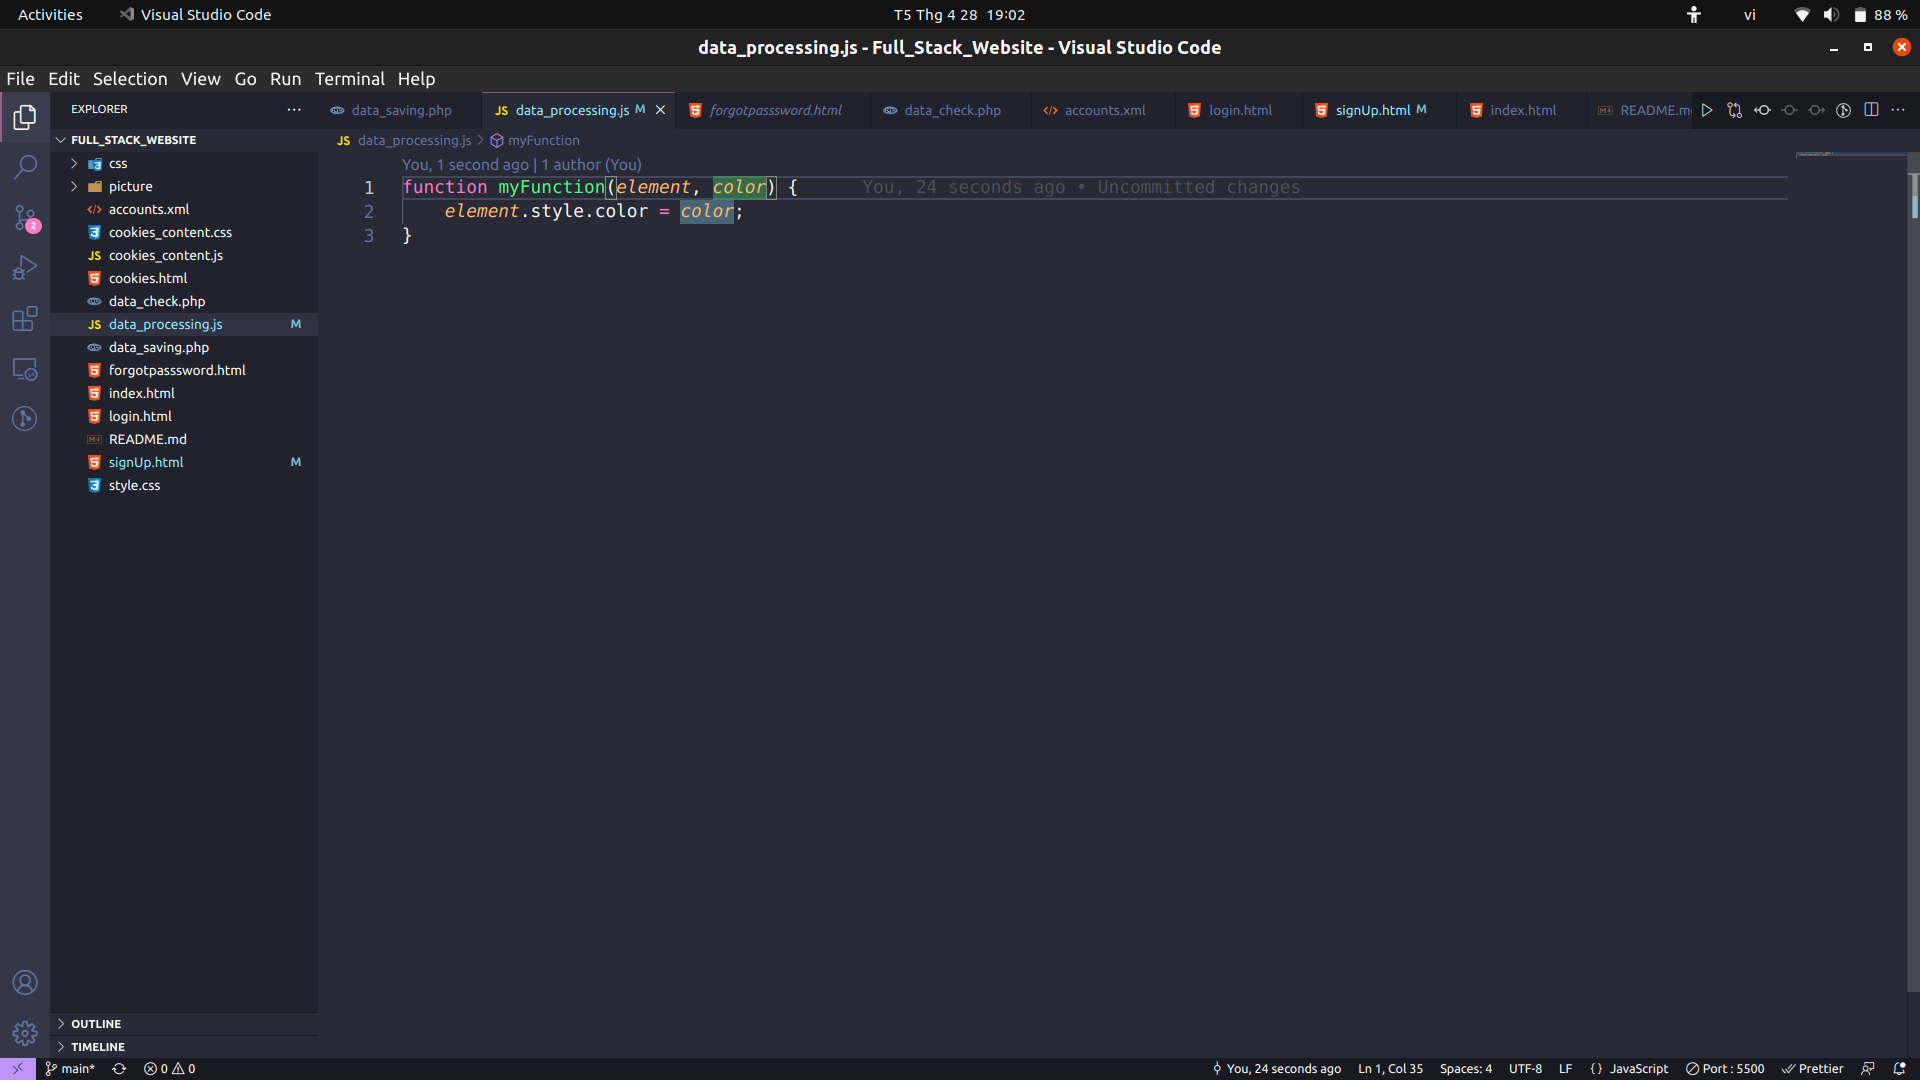 Activities
Visual Studio Code
T5 Thg 4 28 19:02
vi
88 %
data_processing.js - Full_Stack_Website - Visual Studio Code
File Edit Selection View Go Run Terminal Help
EXPLORER
data_saving.php
JS data_processing.js M
forgotpasssword.html
data_check.php
accounts.xml
login.html
signUp.html M
index.html
README.m
FULL_STACK_WEBSITE
css
picture
accounts.xml
cookies_content.css
JS cookies_content.js
cookies.html
data_check.php
JS data_processing.js M
data_saving.php
forgotpasssword.html
index.html
login.html
README.md
signUp.html M
style.css
2
OUTLINE
TIMELINE
JS data_processing.js > myFunction
You, 1 second ago | 1 author (You)
1 function myFunction(element, color) { You, 24 seconds ago • Uncommitted changes
2 element.style.color = color;
3 }
main* 0 0
You, 24 seconds ago Ln 1, Col 35 Spaces: 4 UTF-8 LF {} JavaScript Port : 5500 Prettier